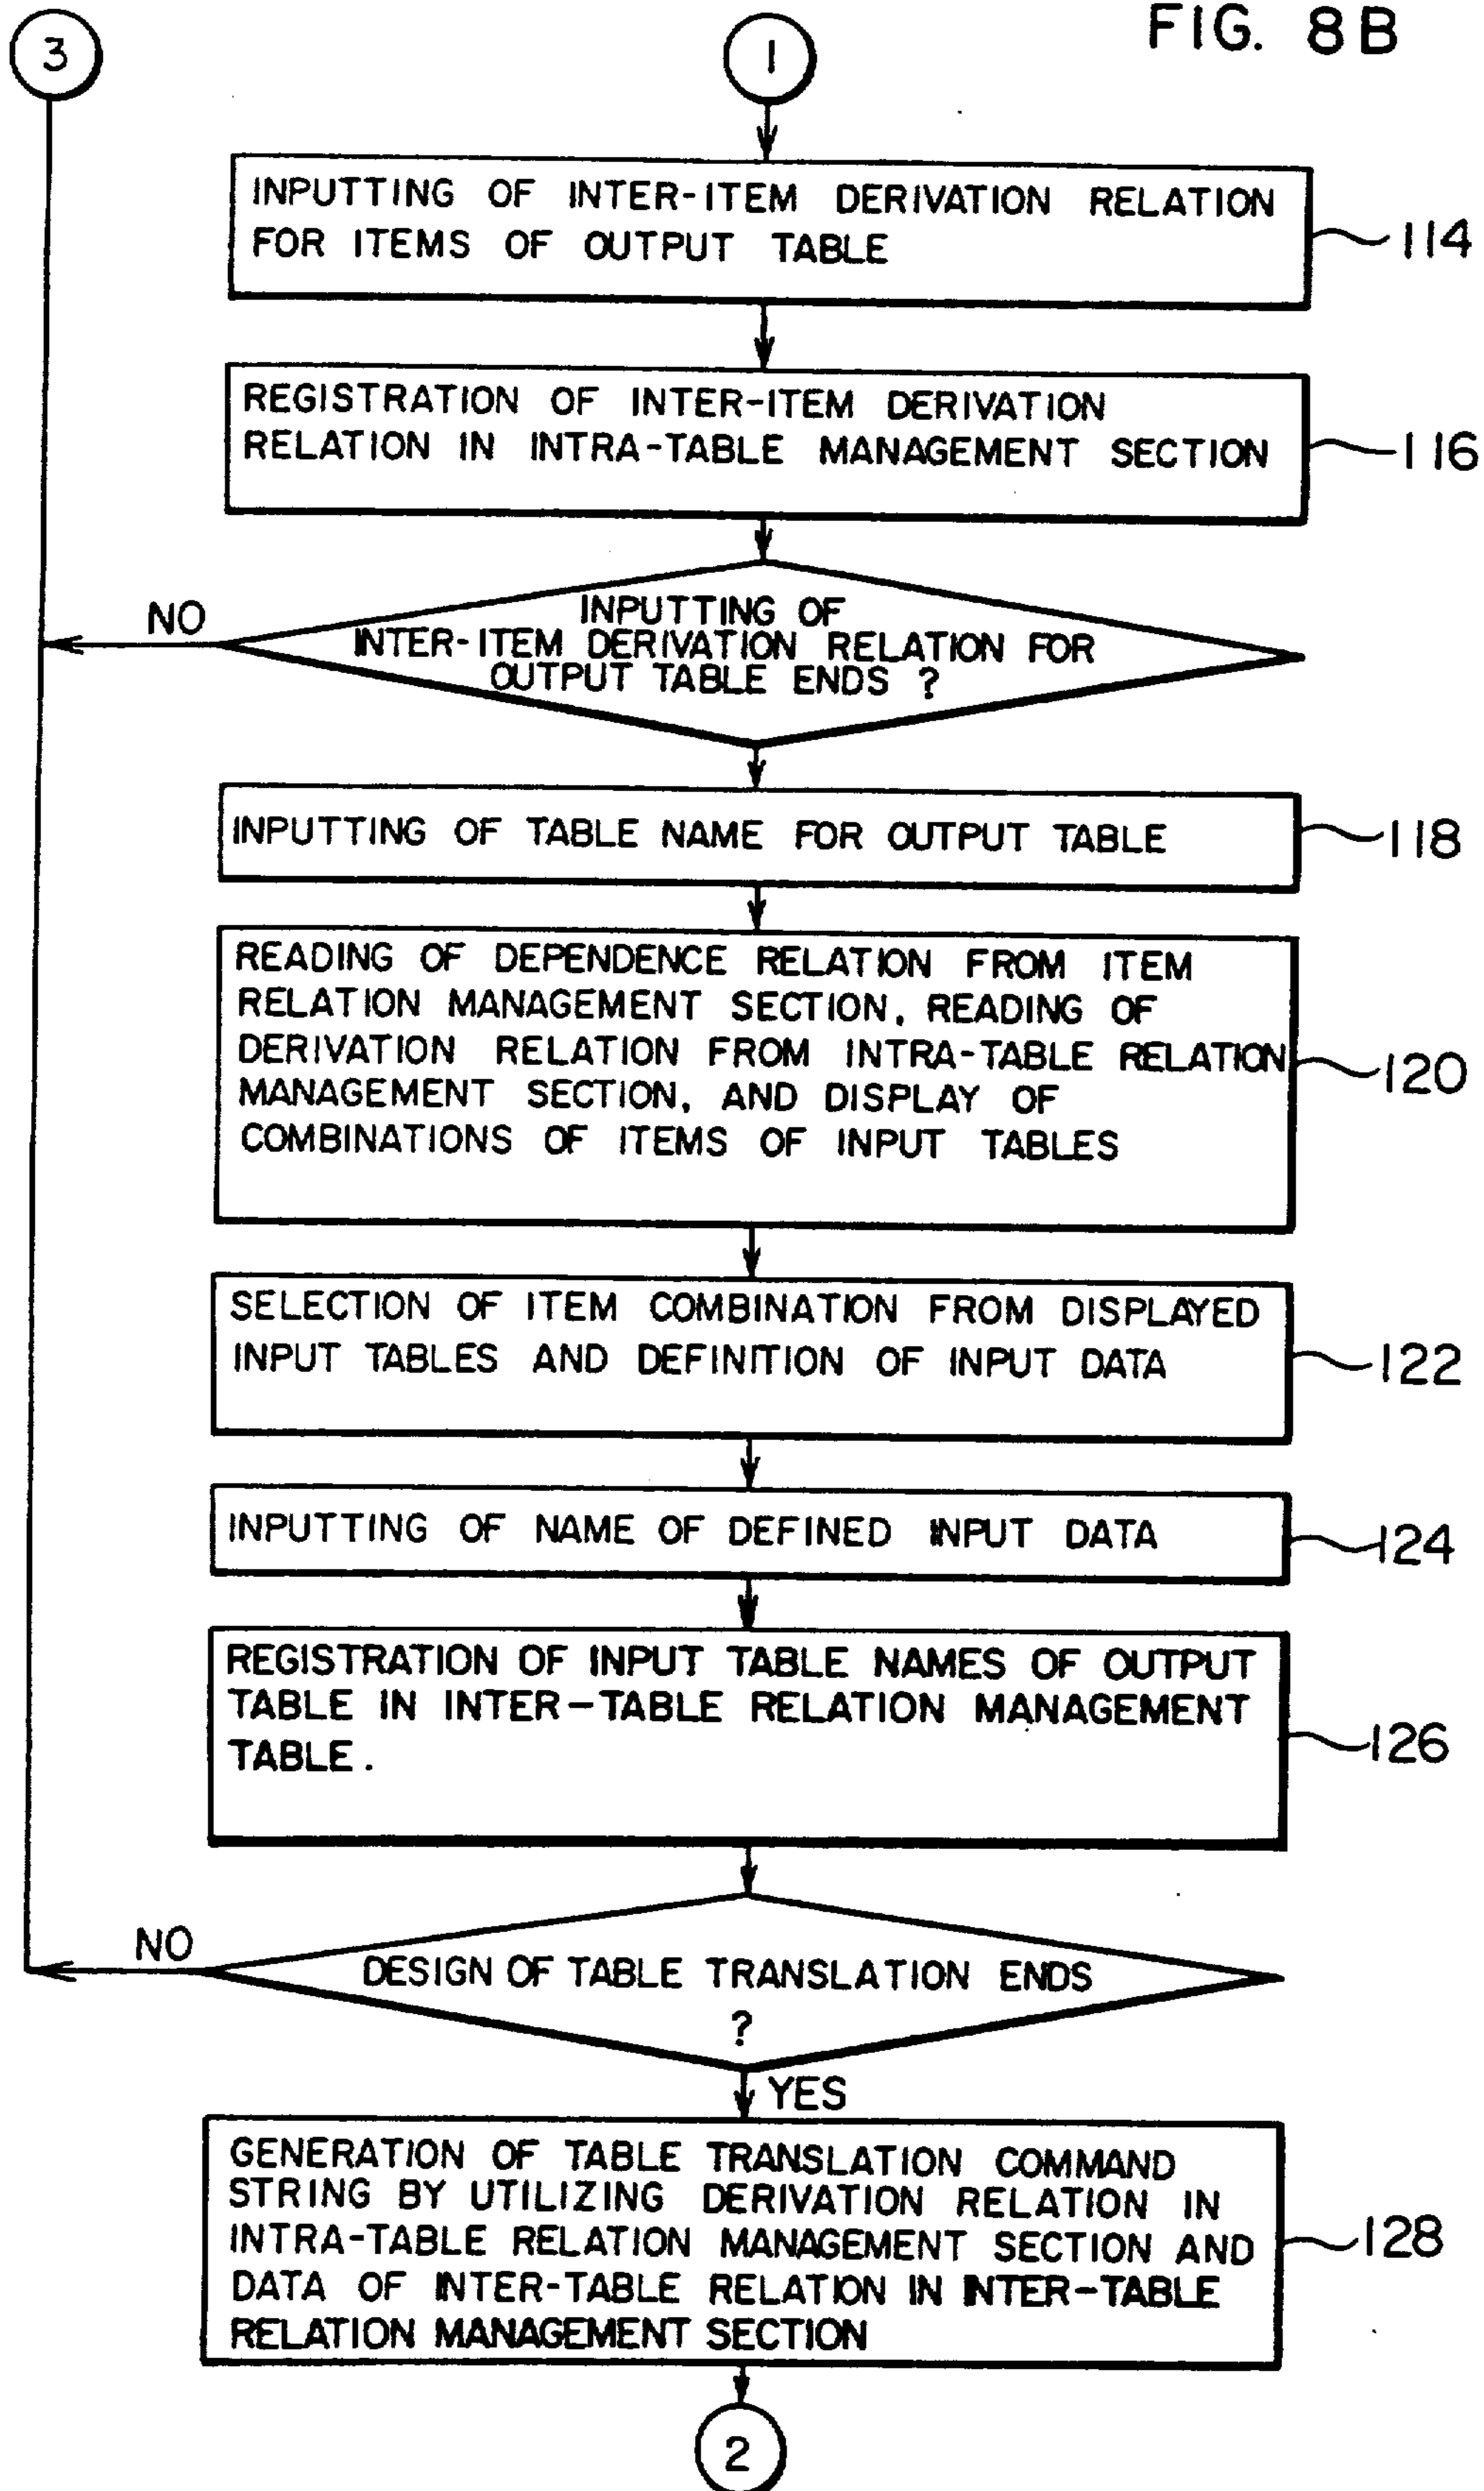 FIG. 8B
3
1
INPUTTING OF INTER-ITEM DERIVATION RELATION
FOR ITEMS OF OUTPUT TABLE
114
REGISTRATION OF INTER-ITEM DERIVATION
RELATION IN INTRA-TABLE MANAGEMENT SECTION
116
INPUTTING OF
INTER-ITEM DERIVATION RELATION FOR
OUTPUT TABLE ENDS ?
NO
INPUTTING OF TABLE NAME FOR OUTPUT TABLE
118
READING OF DEPENDENCE RELATION FROM ITEM
RELATION MANAGEMENT SECTION, READING OF
DERIVATION RELATION FROM INTRA-TABLE RELATION
MANAGEMENT SECTION, AND DISPLAY OF
COMBINATIONS OF ITEMS OF INPUT TABLES
120
SELECTION OF ITEM COMBINATION FROM DISPLAYED
INPUT TABLES AND DEFINITION OF INPUT DATA
122
INPUTTING OF NAME OF DEFINED INPUT DATA
124
REGISTRATION OF INPUT TABLE NAMES OF OUTPUT
TABLE IN INTER-TABLE RELATION MANAGEMENT
TABLE.
126
NO
DESIGN OF TABLE TRANSLATION ENDS
?
YES
GENERATION OF TABLE TRANSLATION COMMAND
STRING BY UTILIZING DERIVATION RELATION IN
INTRA-TABLE RELATION MANAGEMENT SECTION AND
DATA OF INTER-TABLE RELATION IN INTER-TABLE
RELATION MANAGEMENT SECTION
128
2